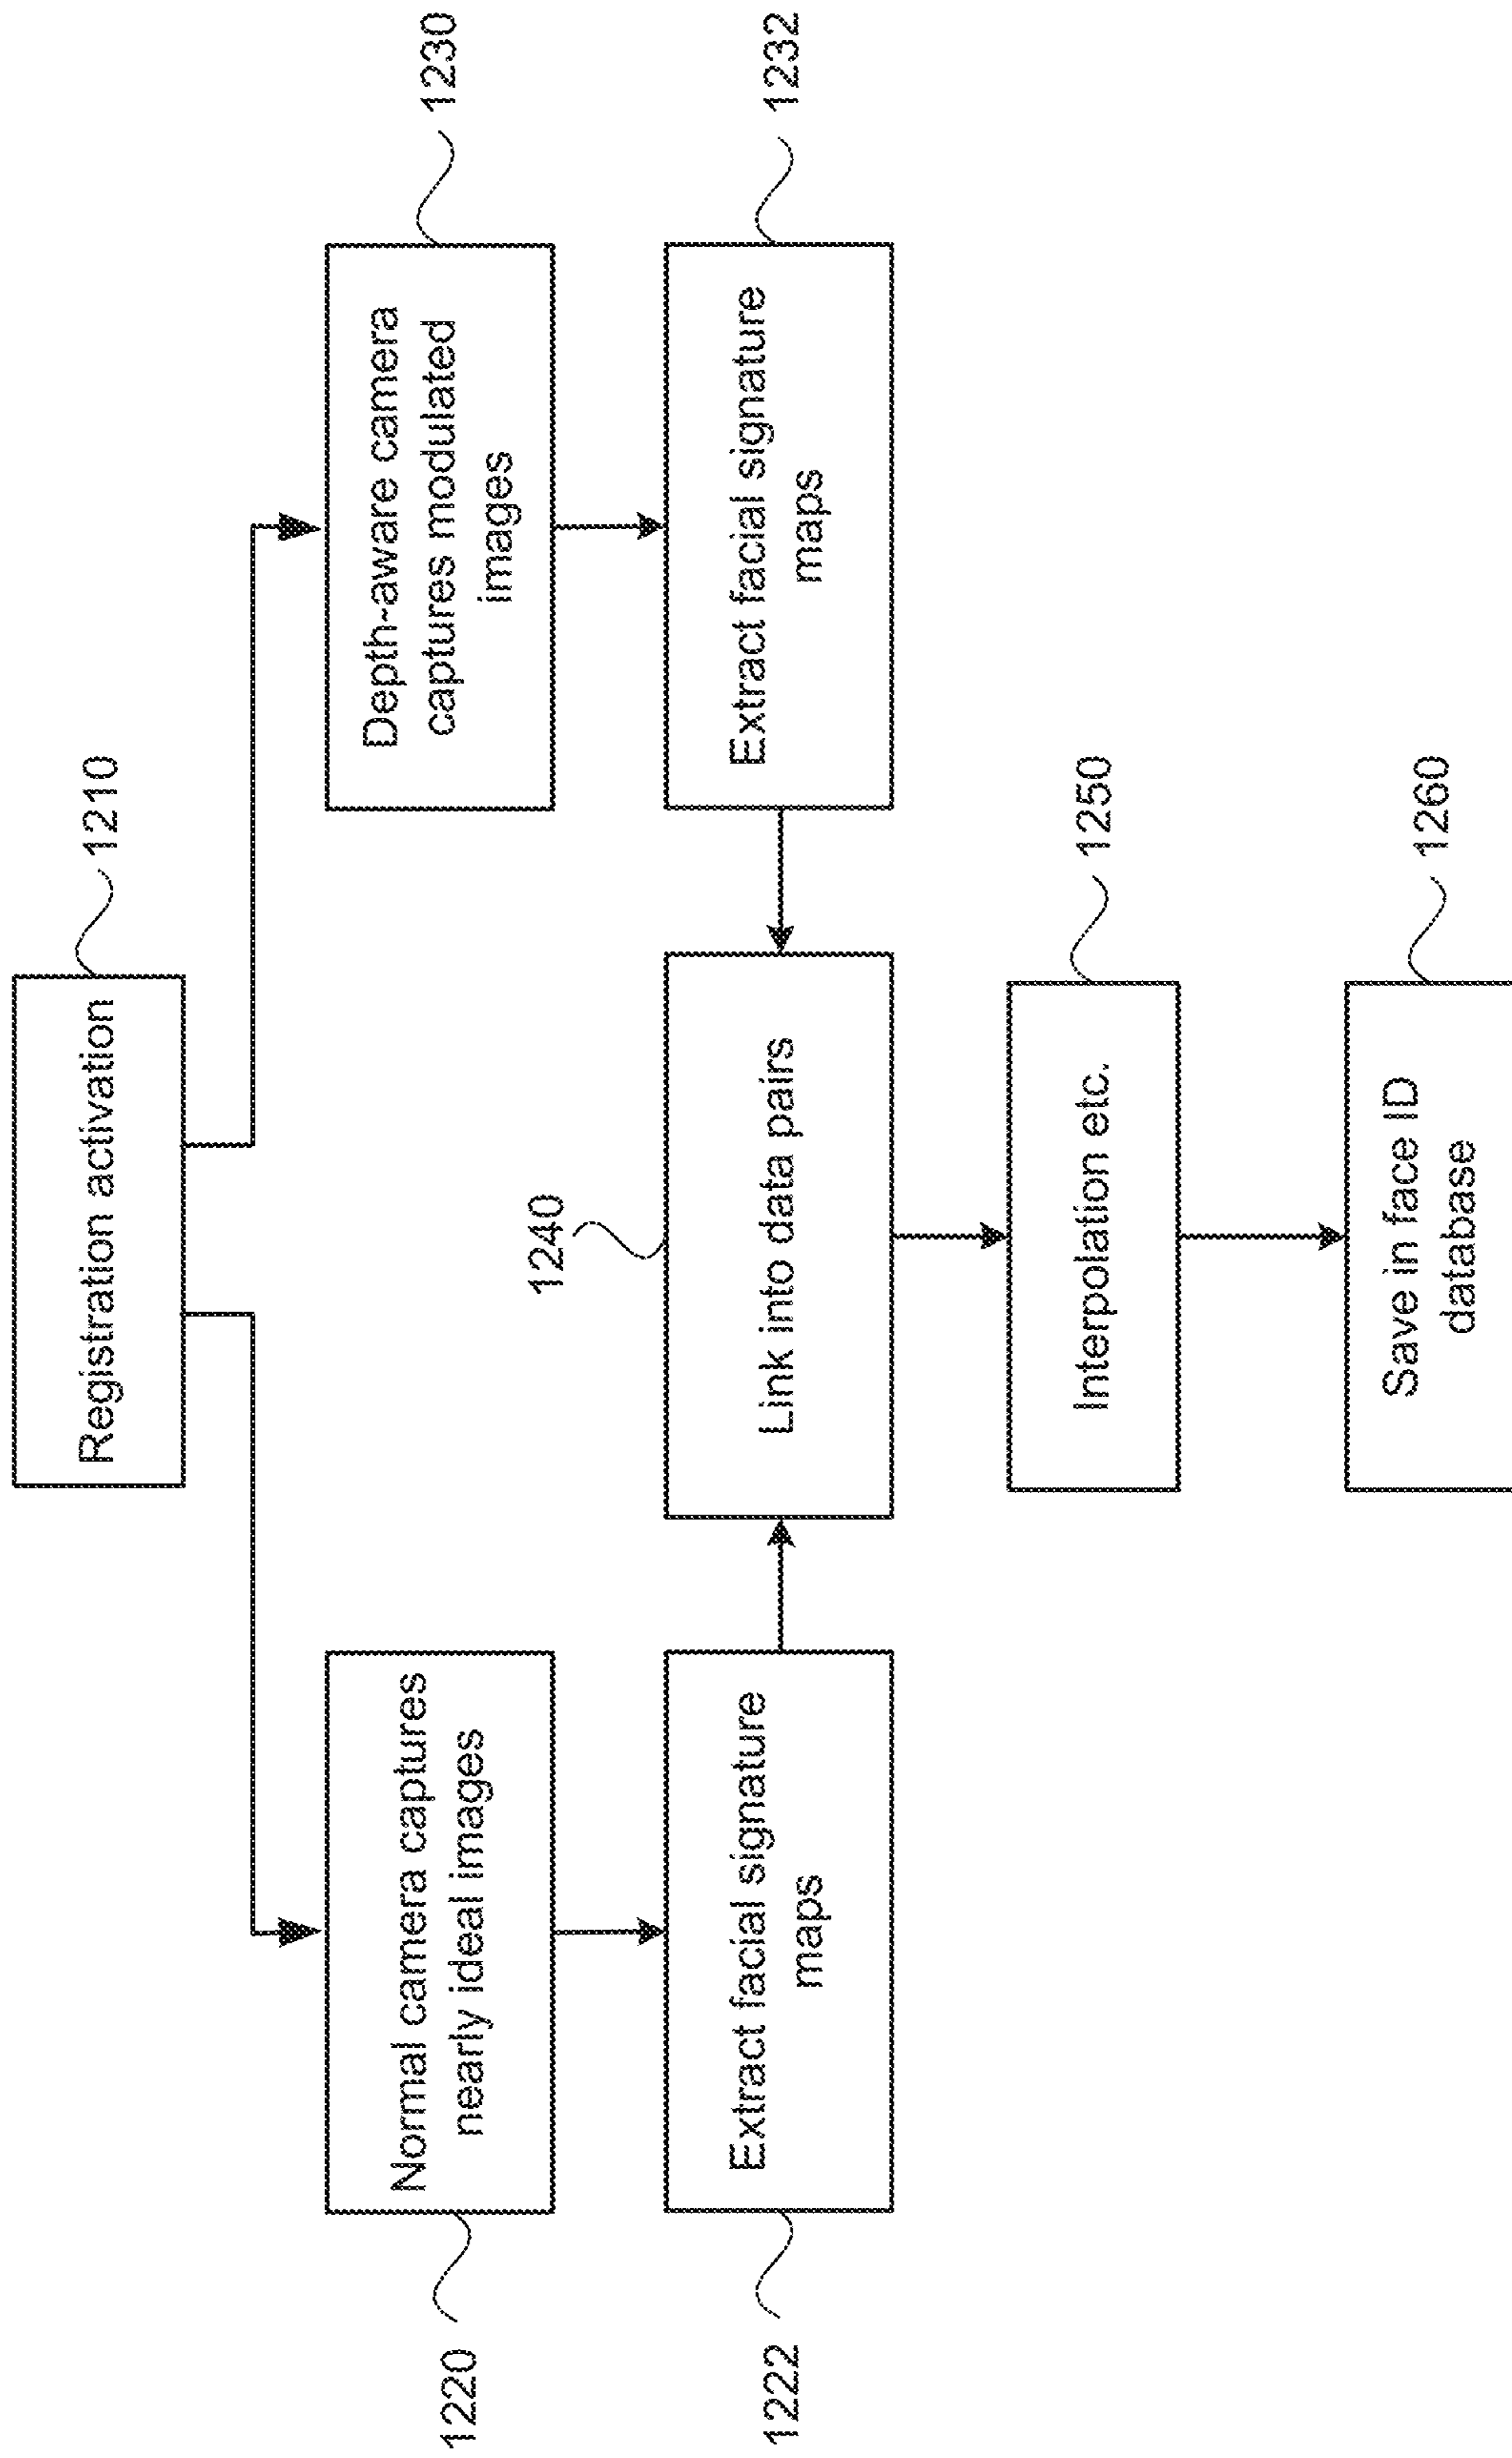 Registration activation
1210
Normal camera captures
nearly ideal images
1220
Depth-aware camera
captures modulated
images
1230
Extract facial signature
maps
1222
1240
Link into data pairs
Extract facial signature
maps
1232
Interpolation etc.
1250
Save in face ID
database
1260